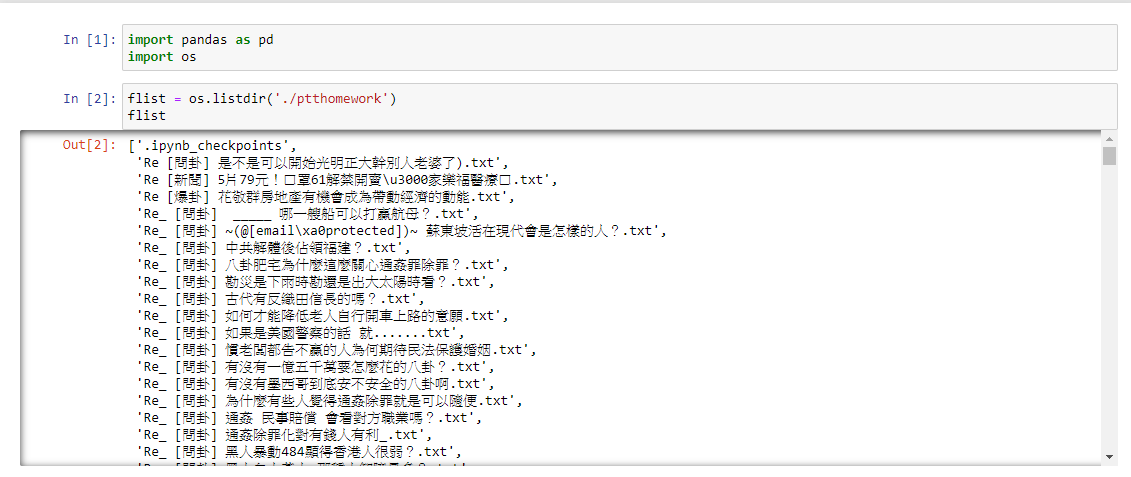 In [1]: import pandas as pd
import os
In [2]: flist = os.listdir('./ptthomework')
flist
Out[2]: ['.ipynb_checkpoints',
'Re [問卦] 是不是可以開始光明正大幹別人老婆了).txt',
'Re [新聞] 5片79元！□罩61解禁開賣\u3000家樂福醫療□.txt',
'Re [爆卦] 花敬群房地產有機會成為帶動經濟的動能.txt',
'Re_ [問卦]  _____ 哪一艘船可以打贏航母？.txt',
'Re_ [問卦] ~(@[email\xa0protected])~ 蘇東坡活在現代會是怎樣的人？.txt',
'Re_ [問卦] 中共解體後佔領福建？.txt',
'Re_ [問卦] 八卦肥宅為什麼這麼關心通姦罪除罪？.txt',
'Re_ [問卦] 勘災是下雨時勘還是出大太陽時看？.txt',
'Re_ [問卦] 古代有反織田信長的嗎？.txt',
'Re_ [問卦] 如何才能降低老人自行開車上路的意願.txt',
'Re_ [問卦] 如果是美國警察的話 就.......txt',
'Re_ [問卦] 慣老闆都告不贏的人為何期待民法保護婚姻.txt',
'Re_ [問卦] 有沒有一億五千萬要怎麼花的八卦？.txt',
'Re_ [問卦] 有沒有墨西哥到底安不安全的八卦啊.txt',
'Re_ [問卦] 為什麼有些人覺得通姦除罪就是可以隨便.txt',
'Re_ [問卦] 通姦 民事賠償 會看對方職業嗎？.txt',
'Re_ [問卦] 通姦除罪化對有錢人有利_.txt',
'Re_ [問卦] 黑人暴動484顯得香港人很弱？.txt',